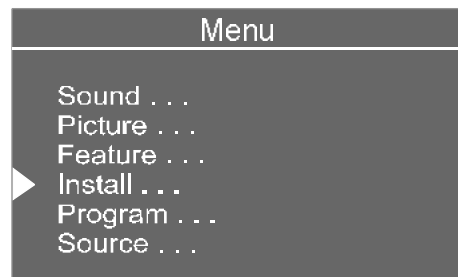 Menu
Sound . . .
Picture . . .
Feature . . .
Install . . .
Program . . .
Source . . .